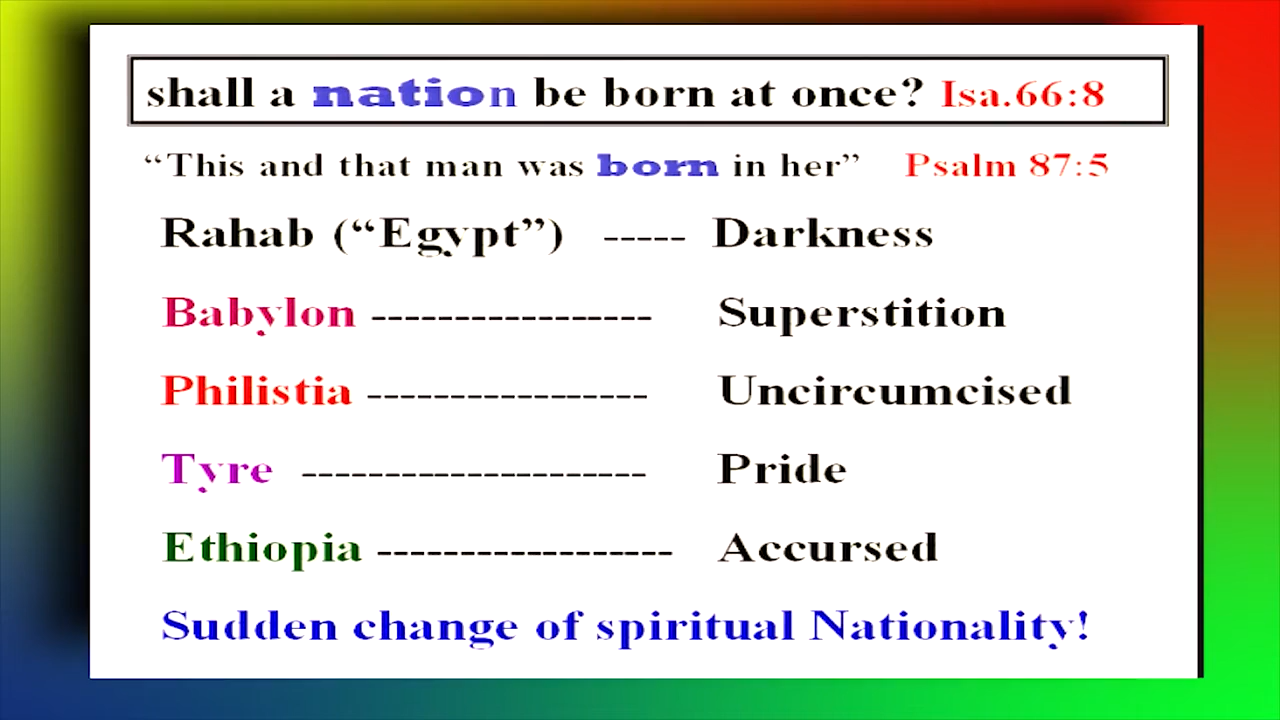 shall a nation be born at once? Isa.66:8
“This and that man was born in her” Psalm 87:5
Rahab (“Egypt”) ----- Darkness
Babylon ----------------- Superstition
Philistia ----------------- Uncircumcised
Tyre --------------------- Pride
Ethiopia ------------------ Accursed
Sudden change of spiritual Nationality!